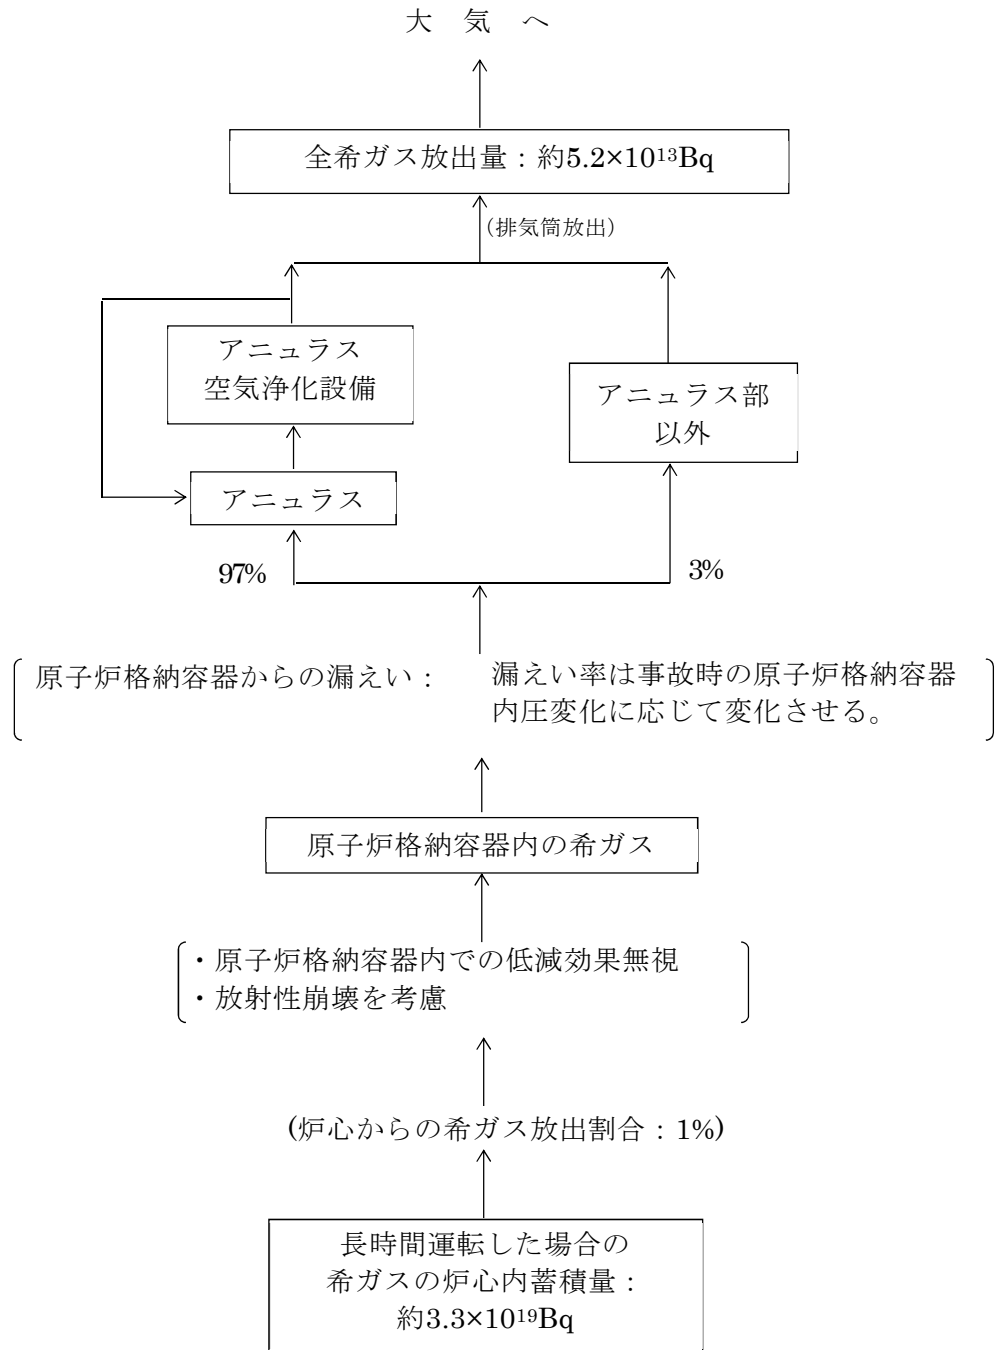 大 気 へ
全希ガス放出量：約5.2×10¹³Bq
（排気筒放出）
アニュラス
空気浄化設備
アニュラス部
以外
アニュラス
97%
3%
原子炉格納容器からの漏えい： 漏えい率は事故時の原子炉格納容器
内圧変化に応じて変化させる。
原子炉格納容器内の希ガス
・原子炉格納容器内での低減効果無視
・放射性崩壊を考慮
(炉心からの希ガス放出割合：1%)
長時間運転した場合の
希ガスの炉心内蓄積量：
約3.3×10¹⁹Bq